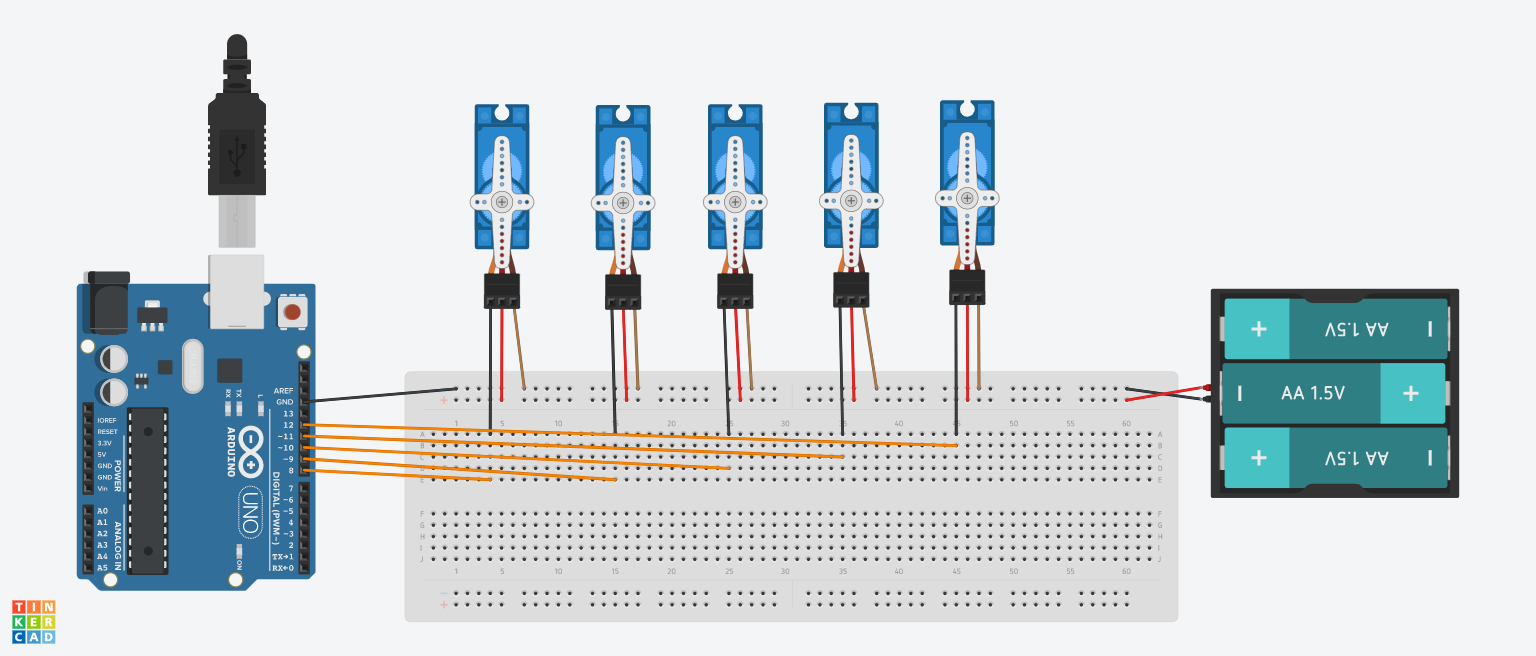 AREF
GND
13
12
~11
~10
~9
8
7
~6
~5
4
~3
2
TX→1
RX←0
DIGITAL (PWM~)
L
TX
RX
ARDUINO
UNO
ON
IOREF
RESET
3.3V
5V
GND
GND
Vin
POWER
A0
A1
A2
A3
A4
A5
ANALOG IN
1 5 10 15 20 25 30 35 40 45 50 55 60
A A
B B
C C
D D
E E
F F
G G
H H
I I
J J
1 5 10 15 20 25 30 35 40 45 50 55 60
+ AA 1.5V
AA 1.5V +
+ AA 1.5V
TIN
KER
CAD